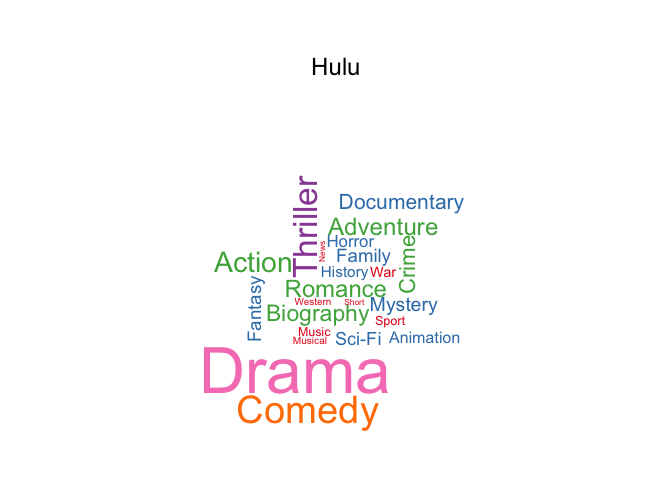 Hulu
Thriller
Documentary
Adventure
News
Horror
Crime
Action
Family
History
War
Romance
Fantasy
Western
Short
Mystery
Biography
Sport
Music
Musical
Sci-Fi
Animation
Drama
Comedy